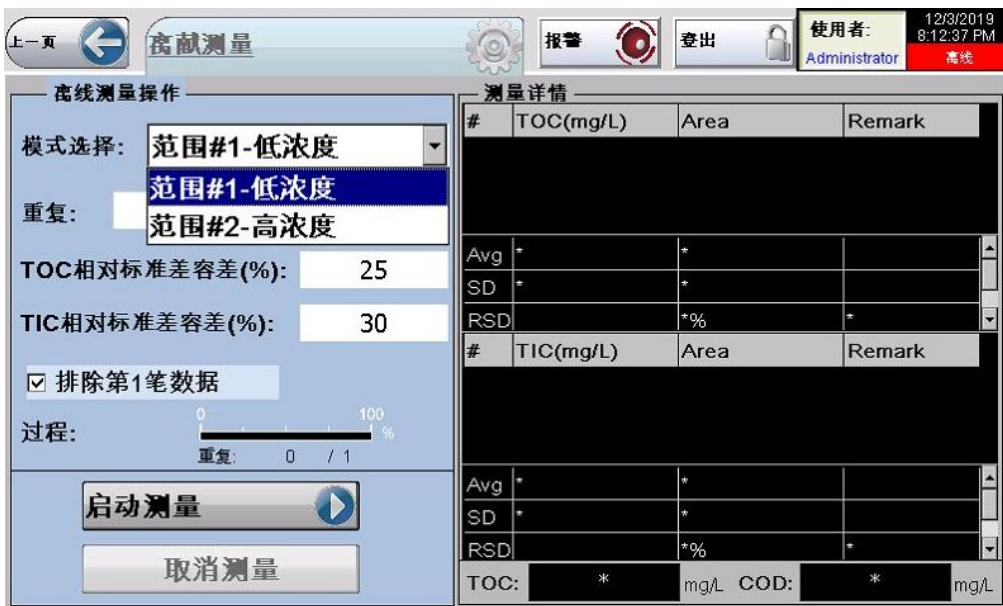 上一页
离献测量
报警
登出
使用者:
Administrator
12/3/2019
8:12:37 PM
离线
离线测量操作
模式选择: 范围#1-低浓度
范围#1-低浓度
范围#2-高浓度
重复:
TOC相对标准差容差(%): 25
TIC相对标准差容差(%): 30
排除第1笔数据
过程:
0 100
%
重复: 0 / 1
启动测量
取消测量
测量详情
# TOC(mg/L) Area Remark
Avg * *
SD * *
RSD *% *
# TIC(mg/L) Area Remark
Avg * *
SD * *
RSD *% *
TOC: * mg/L COD: * mg/L